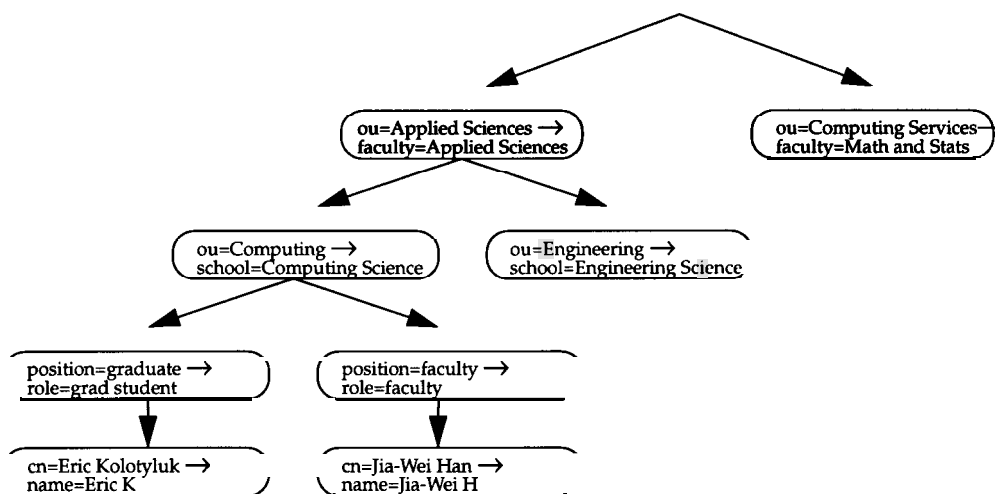 ou=Applied Sciences →
faculty=Applied Sciences
ou=Computing Services→
faculty=Math and Stats
ou=Computing →
school=Computing Science
ou=Engineering →
school=Engineering Science
position=graduate →
role=grad student
position=faculty →
role=faculty
cn=Eric Kolotyluk →
name=Eric K
cn=Jia-Wei Han →
name=Jia-Wei H